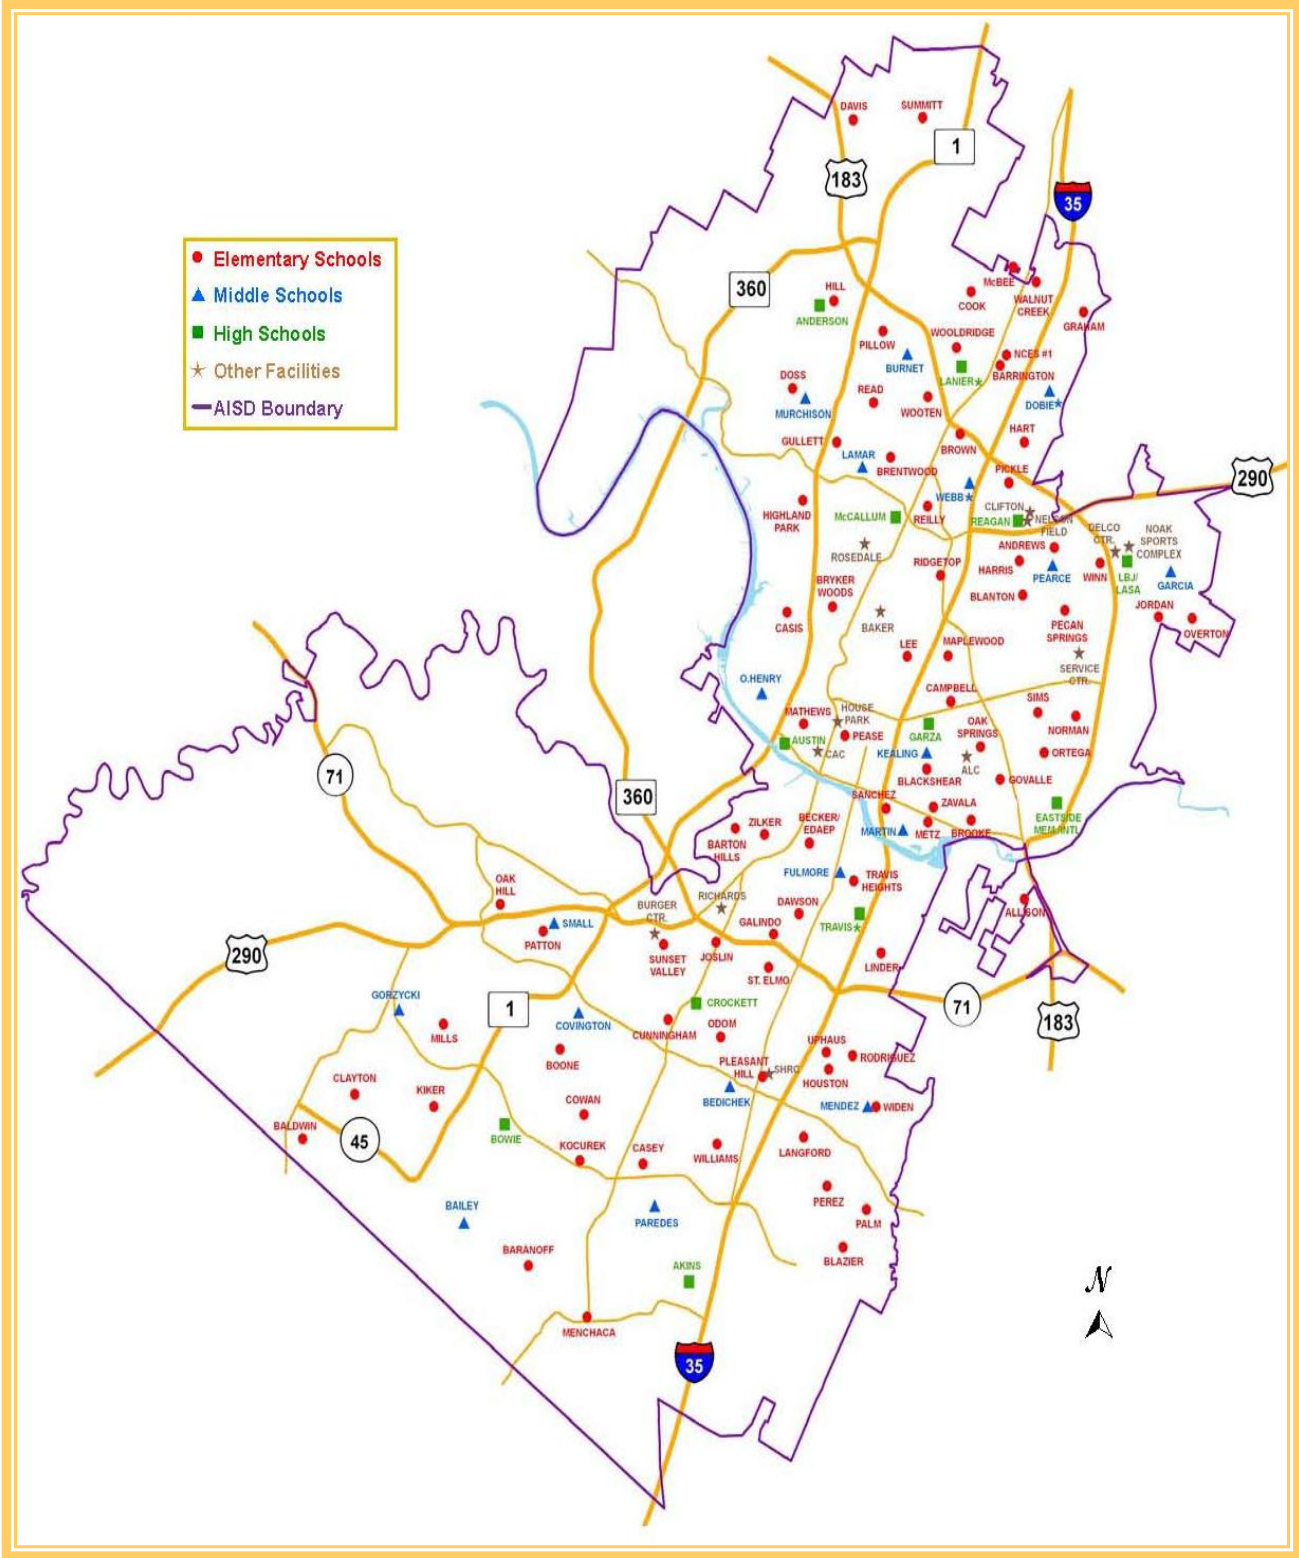 DAVIS
SUMMITT
1
183
35
Elementary Schools
Middle Schools
High Schools
Other Facilities
AISD Boundary
360
HILL
ANDERSON
McBEE
COOK
WALNUT
CREEK
GRAHAM
WOOLDRIDGE
PILLOW
BURNET
NCES #1
BARRINGTON
LANIER
DOSS
MURCHISON
READ
WOOTEN
DOBIE
GULLETT
LAMAR
BROWN
HART
BRENTWOOD
PICKLE
290
WEBB
HIGHLAND
PARK
McCALLUM
REILLY
CLIFTON
REAGAN
NELSON
FIELD
DELCO
CTR.
NOAK
SPORTS
COMPLEX
ROSEDALE
RIDGETOP
ANDREWS
HARRIS
PEARCE
WINN
LBJ/
LASA
GARCIA
BRYKER
WOODS
BLANTON
JORDAN
OVERTON
CASIS
BAKER
PECAN
SPRINGS
LEE
MAPLEWOOD
SERVICE
CTR.
O.HENRY
CAMPBELL
SIMS
MATHEWS
HOUSE
PARK
PEASE
AUSTIN
CAC
GARZA
OAK
SPRINGS
NORMAN
KEALING
ALC
ORTEGA
71
360
BLACKSHEAR
GOVALLE
SANCHEZ
ZAVALA
BECKER/
EDAEP
ZILKER
BARTON
HILLS
MARTIN
METZ
BROOKE
EASTSIDE
MEM/INTL
FULMORE
TRAVIS
HEIGHTS
OAK
HILL
RICHARDS
BURGER
CTR.
DAWSON
ALLISON
SMALL
PATTON
GALINDO
TRAVIS
SUNSET
VALLEY
JOSLIN
290
ST. ELMO
LINDER
GORZYCKI
1
CROCKETT
71
183
MILLS
COVINGTON
CUNNINGHAM
ODOM
BOONE
PLEASANT
HILL
SHRC
UPHAUS
RODRIGUEZ
HOUSTON
CLAYTON
KIKER
COWAN
BEDICHEK
MENDEZ
WIDEN
BALDWIN
45
BOWIE
KOCUREK
CASEY
WILLIAMS
LANGFORD
BAILEY
PAREDES
PEREZ
PALM
BARANOFF
AKINS
BLAZIER
N
MENCHACA
35